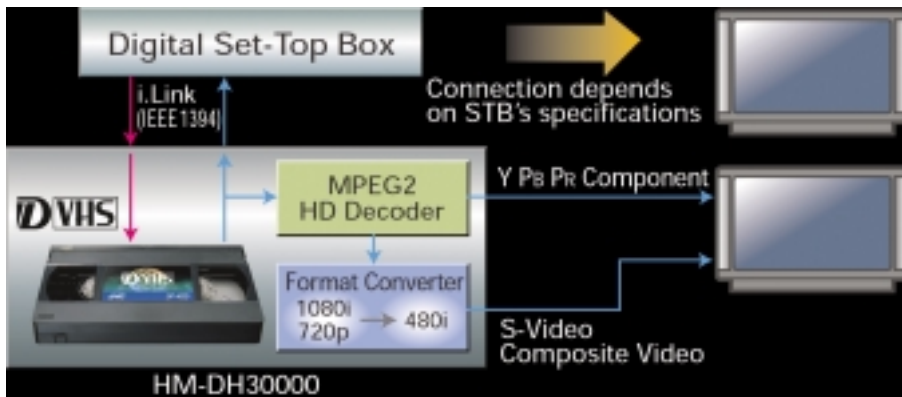 Digital Set-Top Box
Connection depends
on STB's specifications
i.Link
(IEEE1394)
D VHS
MPEG2
HD Decoder
Y PB PR Component
Format Converter
1080i
720p
480i
S-Video
Composite Video
HM-DH30000